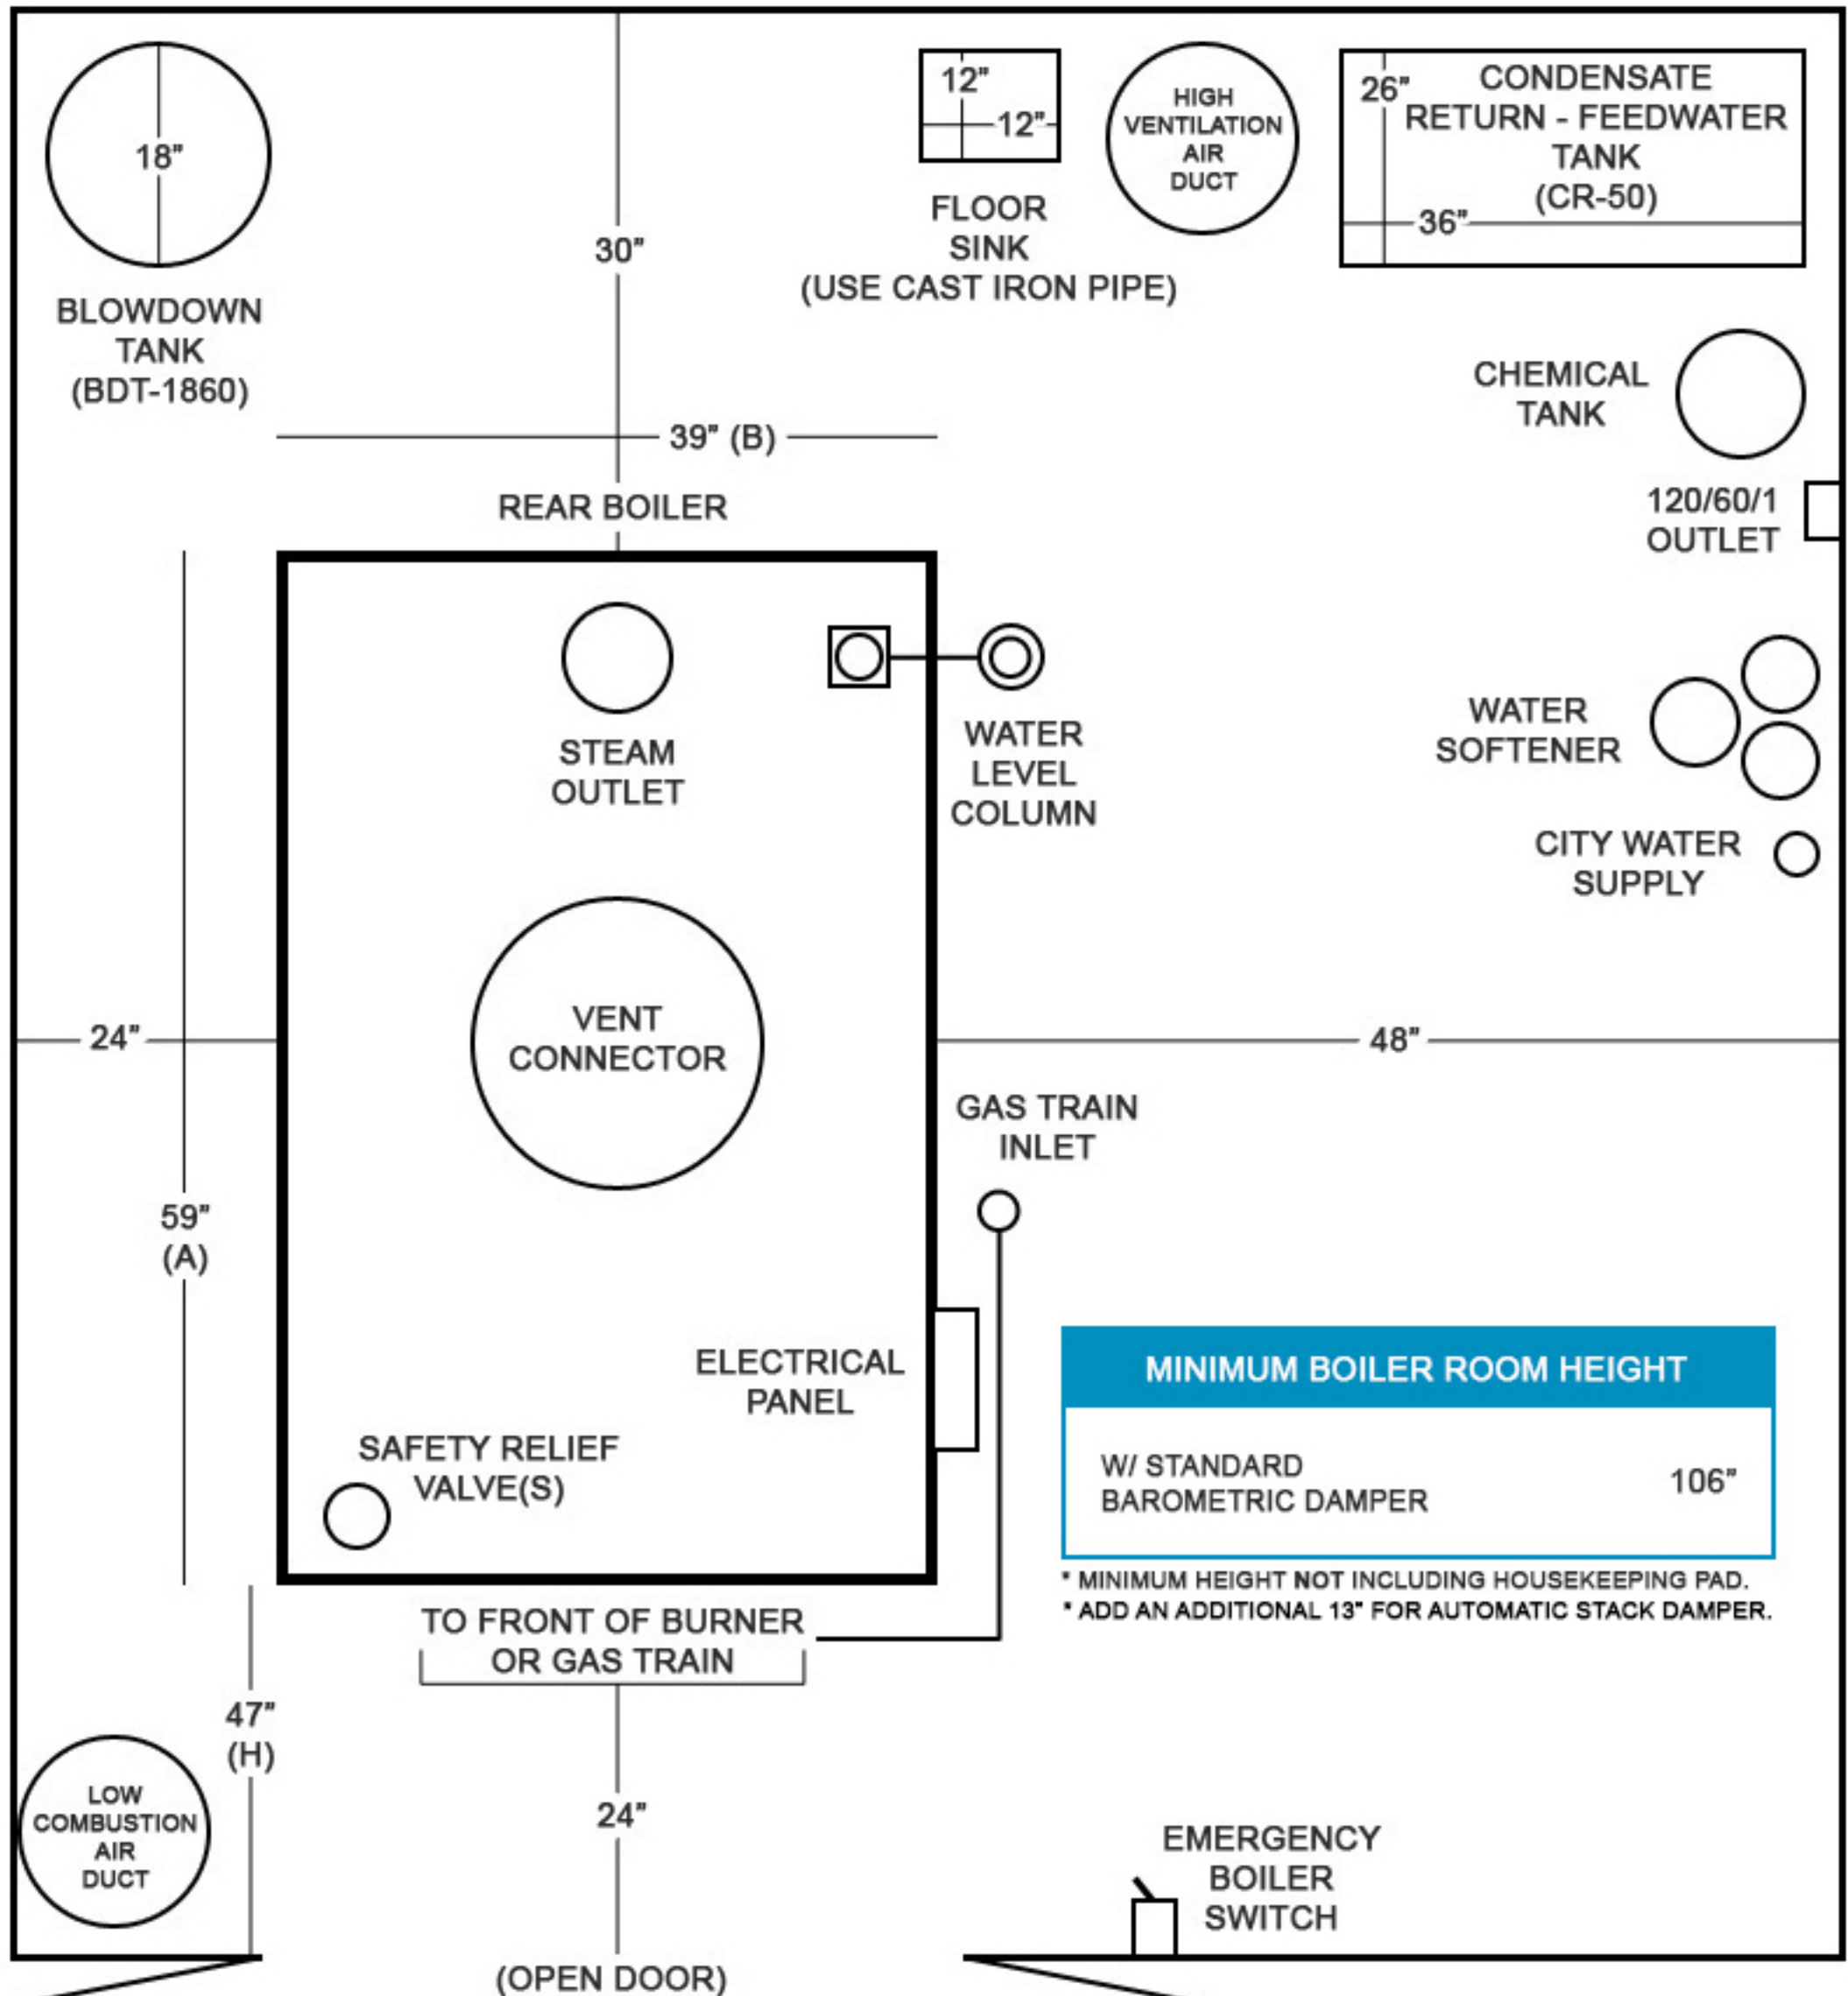 18”
BLOWDOWN
TANK
(BDT-1860)
30”
12”
12”
FLOOR
SINK
(USE CAST IRON PIPE)
HIGH
VENTILATION
AIR
DUCT
26”
CONDENSATE
RETURN - FEEDWATER
TANK
(CR-50)
36”
CHEMICAL
TANK
39” (B)
REAR BOILER
120/60/1
OUTLET
STEAM
OUTLET
WATER
LEVEL
COLUMN
WATER
SOFTENER
CITY WATER
SUPPLY
VENT
CONNECTOR
24”
48”
GAS TRAIN
INLET
59”
(A)
ELECTRICAL
PANEL
SAFETY RELIEF
VALVE(S)
MINIMUM BOILER ROOM HEIGHT
W/ STANDARD
BAROMETRIC DAMPER
106”
* MINIMUM HEIGHT NOT INCLUDING HOUSEKEEPING PAD.
* ADD AN ADDITIONAL 13” FOR AUTOMATIC STACK DAMPER.
TO FRONT OF BURNER
OR GAS TRAIN
47”
(H)
LOW
COMBUSTION
AIR
DUCT
24”
EMERGENCY
BOILER
SWITCH
(OPEN DOOR)